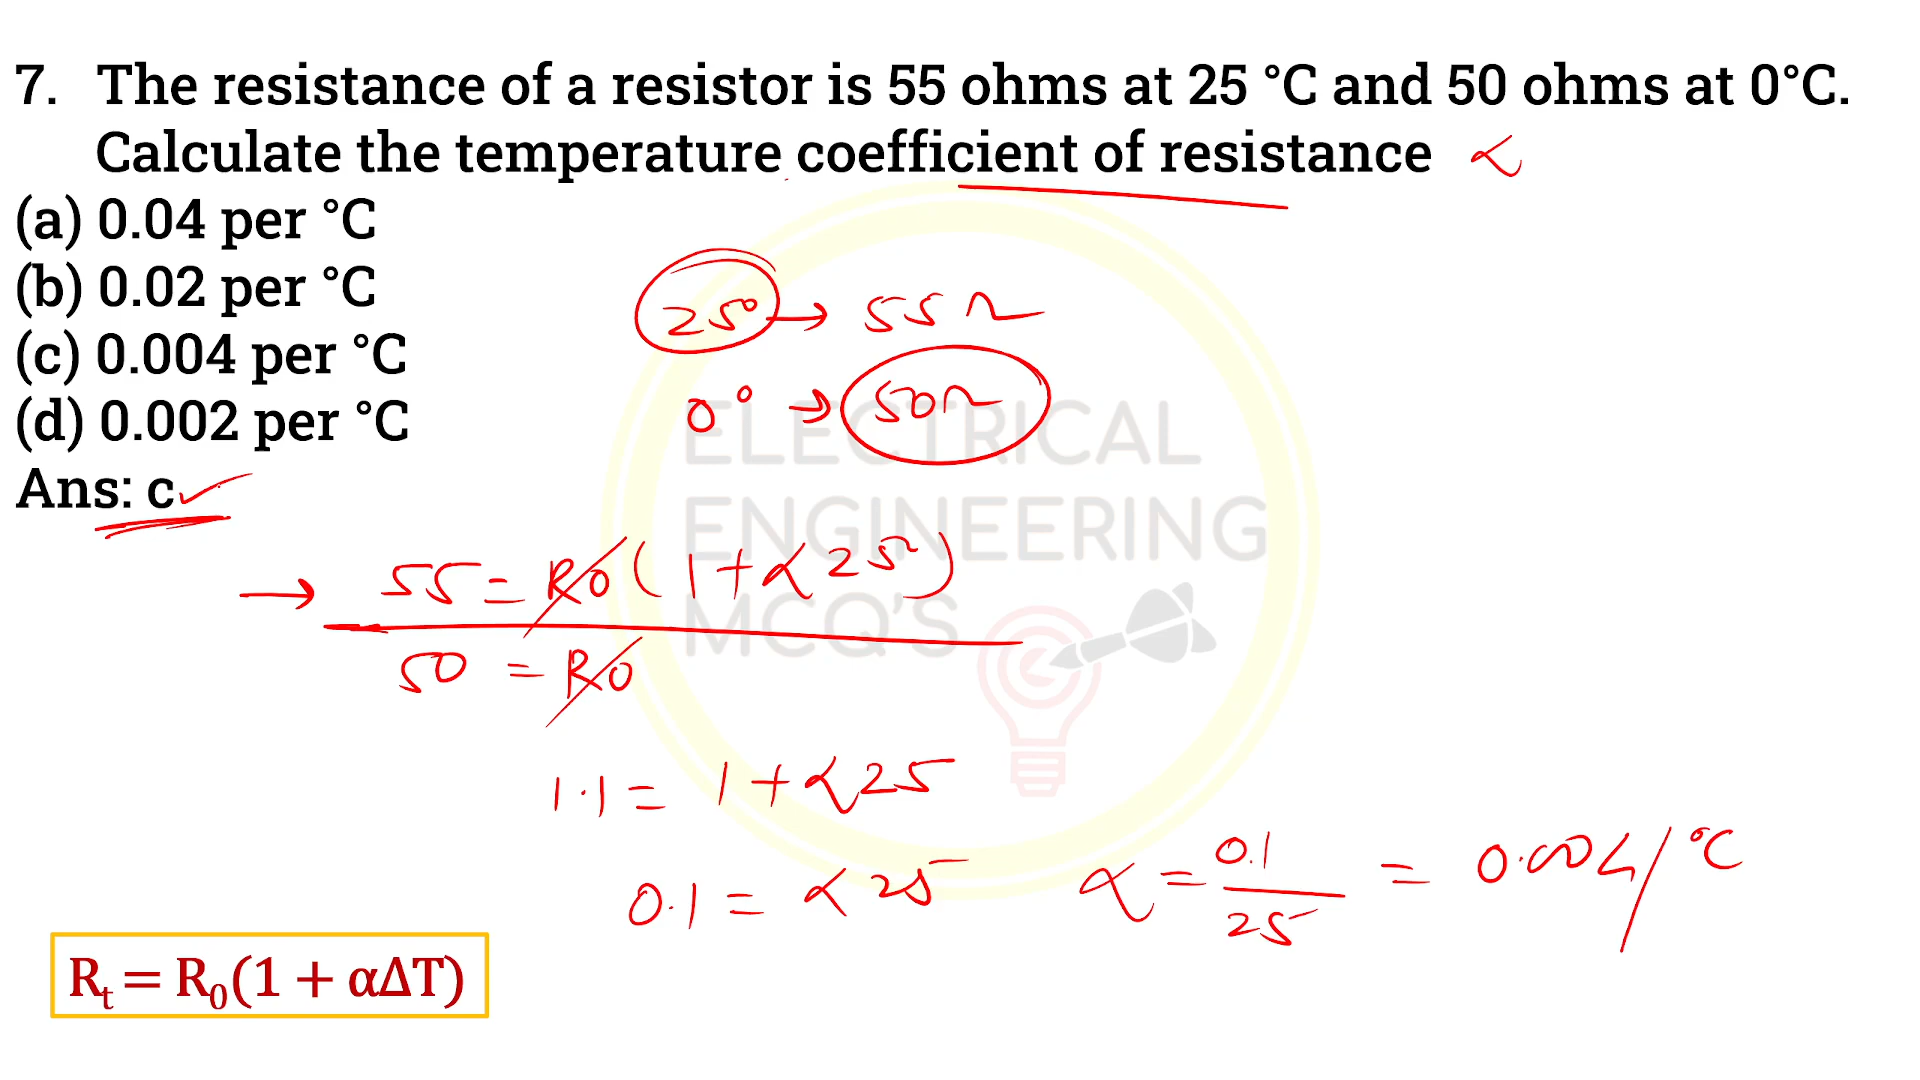 7. The resistance of a resistor is 55 ohms at 25 °C and 50 ohms at 0°C.
Calculate the temperature coefficient of resistance α
(a) 0.04 per °C
(b) 0.02 per °C
(c) 0.004 per °C
(d) 0.002 per °C
Ans: c✓
25° → 55Ω
0° → 50Ω
ELECTRICAL
ENGINEERING
MCQ'S
→ 55 = R0(1+α25)
50 = R0
1.1 = 1+α25
0.1 = α25
α = 0.1/25 = 0.004/°C
Rₜ = R₀(1 + αΔT)